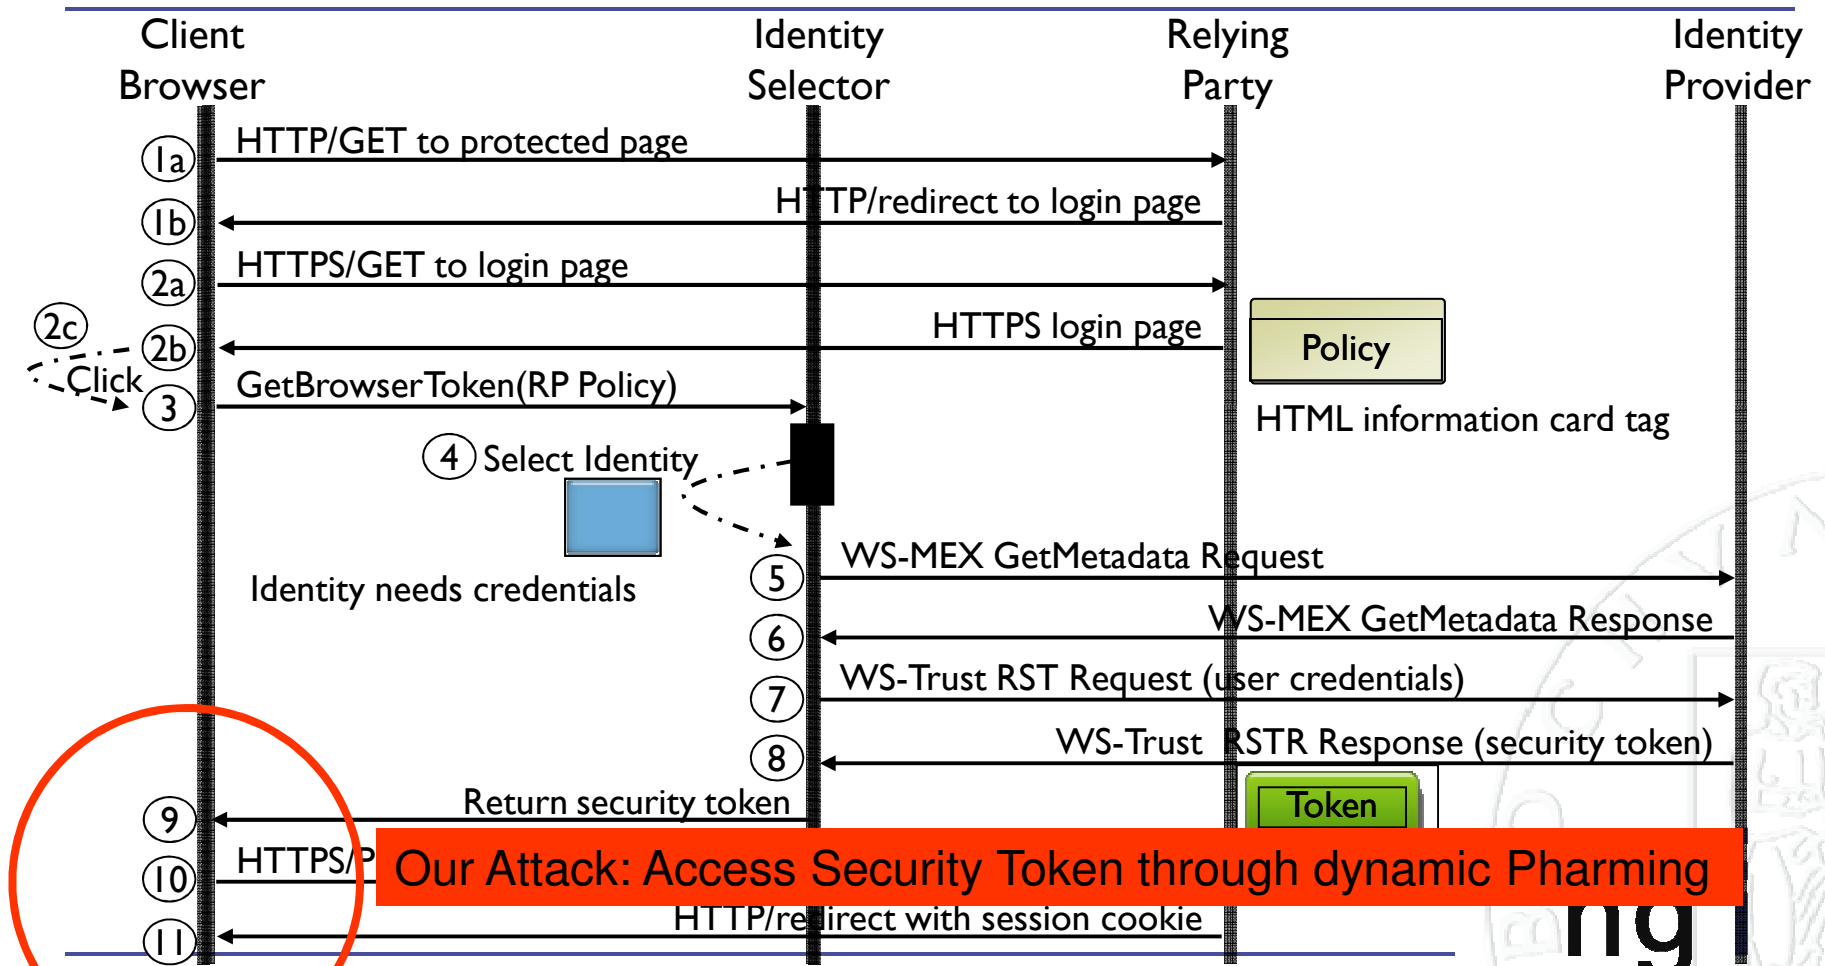 Client Browser
Identity Selector
Relying Party
Identity Provider
1a
HTTP/GET to protected page
HTTP/redirect to login page
1b
HTTPS/GET to login page
2a
2c
HTTPS login page
2b
Policy
Click
GetBrowserToken(RP Policy)
3
HTML information card tag
4 Select Identity
WS-MEX GetMetadata Request
5
Identity needs credentials
WS-MEX GetMetadata Response
6
WS-Trust RST Request (user credentials)
7
WS-Trust RSTR Response (security token)
8
Return security token
Token
9
HTTPS/P
Our Attack: Access Security Token through dynamic Pharming
10
HTTP/redirect with session cookie
ng
11